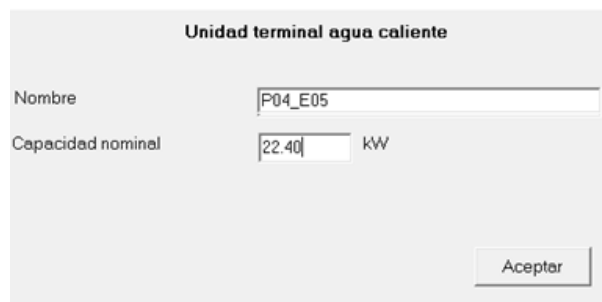 Unidad terminal agua caliente
Nombre P04_E05
Capacidad nominal 22.40 kW
Aceptar